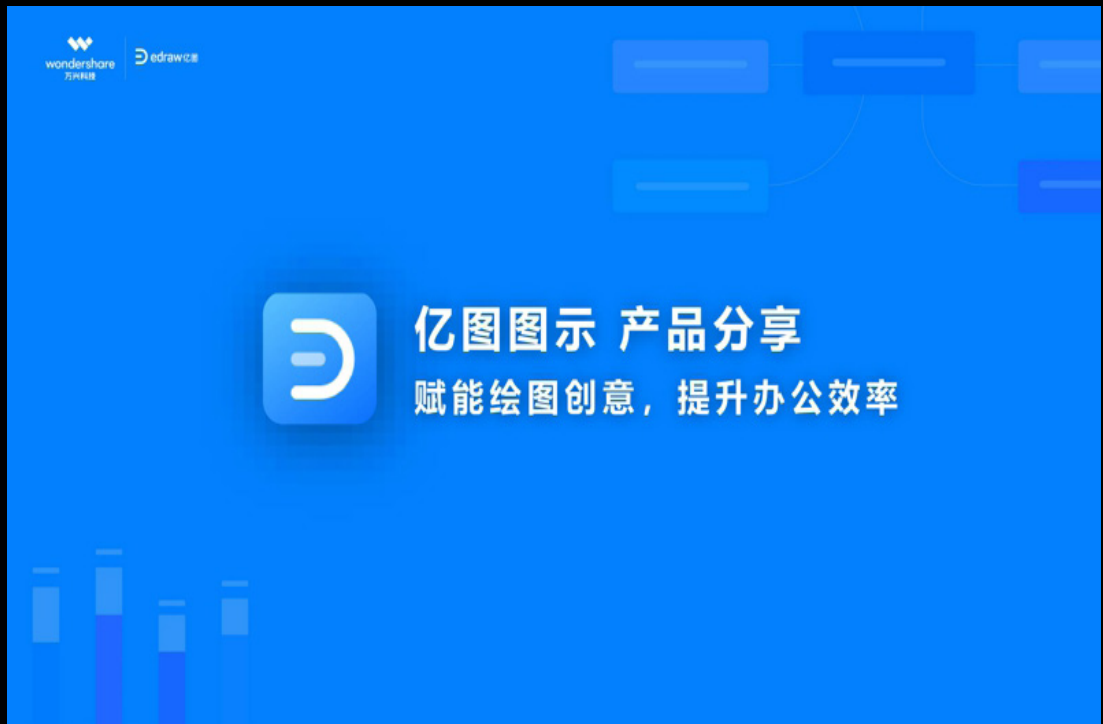 wondershare
万兴科技
edraw亿图
亿图图示 产品分享
赋能绘图创意，提升办公效率